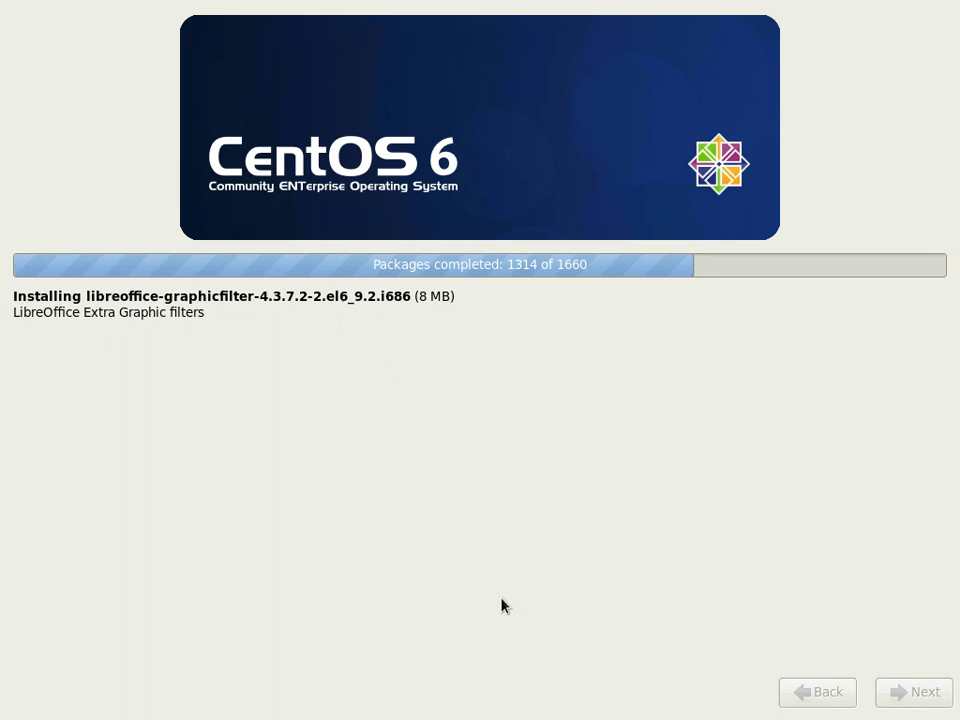 CentOS 6
Community ENTerprise Operating System
Packages completed: 1314 of 1660
Installing libreoffice-graphicfilter-4.3.7.2-2.el6_9.2.i686 (8 MB)
LibreOffice Extra Graphic filters
Back
Next